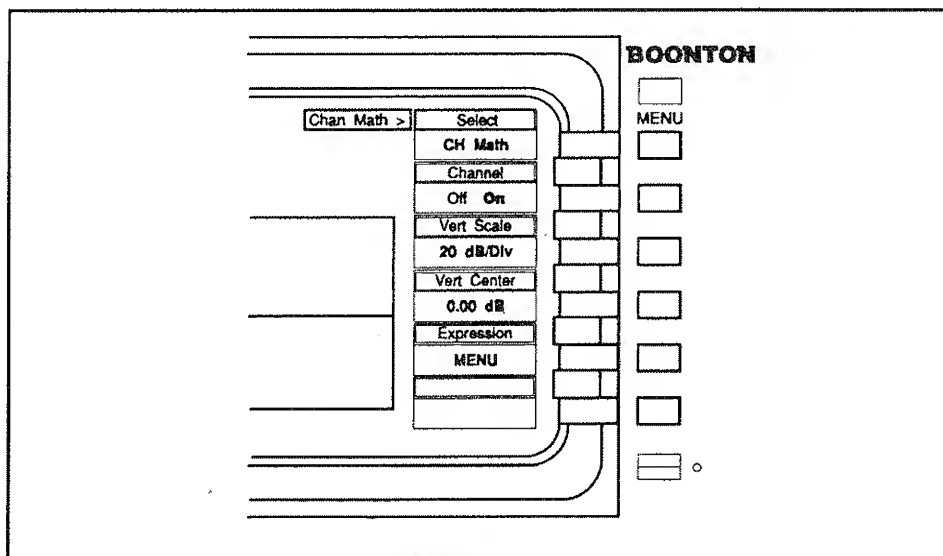 BOONTON
MENU
Chan Math >
Select
CH Math
Channel
Off On
Vert Scale
20 dB/Div
Vert Center
0.00 dB
Expression
MENU